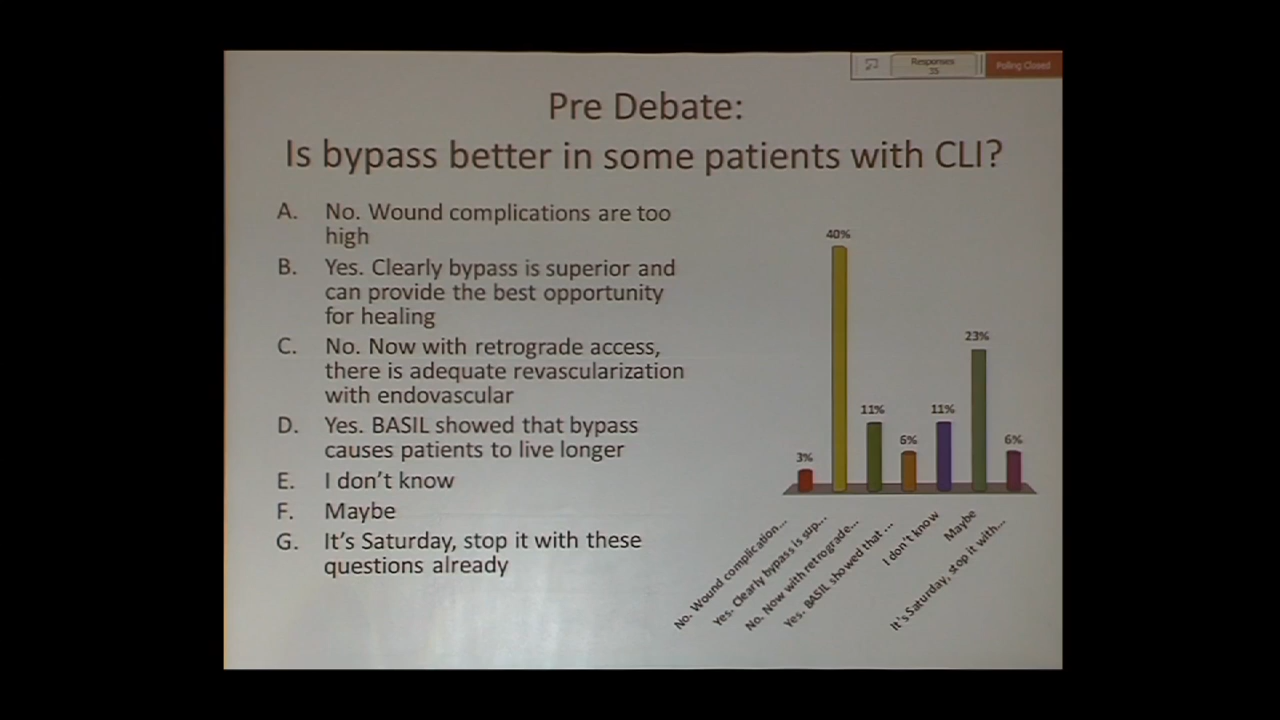 Responses
35
Polling Closed
Pre Debate:
Is bypass better in some patients with CLI?
A. No. Wound complications are too
high
B. Yes. Clearly bypass is superior and
can provide the best opportunity
for healing
C. No. Now with retrograde access,
there is adequate revascularization
with endovascular
D. Yes. BASIL showed that bypass
causes patients to live longer
E. I don't know
F. Maybe
G. It's Saturday, stop it with these
questions already
3%
40%
11%
6%
11%
23%
6%
No. Wound complication...
Yes. Clearly bypass is sup...
No. Now with retrograde...
Yes. BASIL showed that ...
I don't know
Maybe
It's Saturday, stop it with...